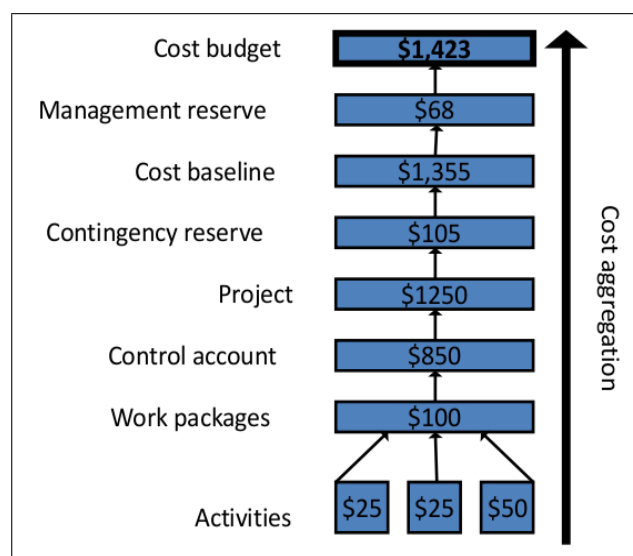 Cost budget $1,423
Management reserve $68
Cost baseline $1,355
Contingency reserve $105
Project $1250
Control account $850
Work packages $100
Activities $25 $25 $50
Cost aggregation